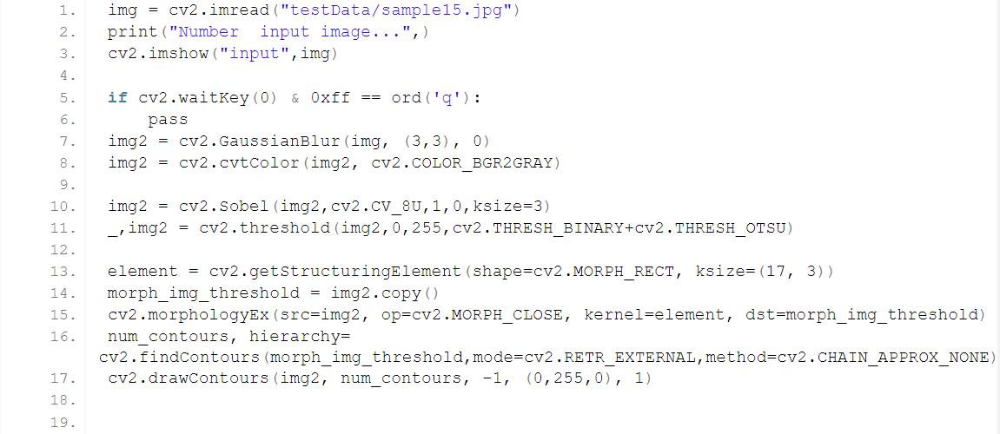 1. img = cv2.imread("testData/sample15.jpg")
2. print("Number  input image...",)
3. cv2.imshow("input",img)
4.
5. if cv2.waitKey(0) & 0xff == ord('q'):
6.     pass
7. img2 = cv2.GaussianBlur(img, (3,3), 0)
8. img2 = cv2.cvtColor(img2, cv2.COLOR_BGR2GRAY)
9.
10. img2 = cv2.Sobel(img2,cv2.CV_8U,1,0,ksize=3)
11. _,img2 = cv2.threshold(img2,0,255,cv2.THRESH_BINARY+cv2.THRESH_OTSU)
12.
13. element = cv2.getStructuringElement(shape=cv2.MORPH_RECT, ksize=(17, 3))
14. morph_img_threshold = img2.copy()
15. cv2.morphologyEx(src=img2, op=cv2.MORPH_CLOSE, kernel=element, dst=morph_img_threshold)
16. num_contours, hierarchy=
cv2.findContours(morph_img_threshold,mode=cv2.RETR_EXTERNAL,method=cv2.CHAIN_APPROX_NONE)
17. cv2.drawContours(img2, num_contours, -1, (0,255,0), 1)
18.
19.